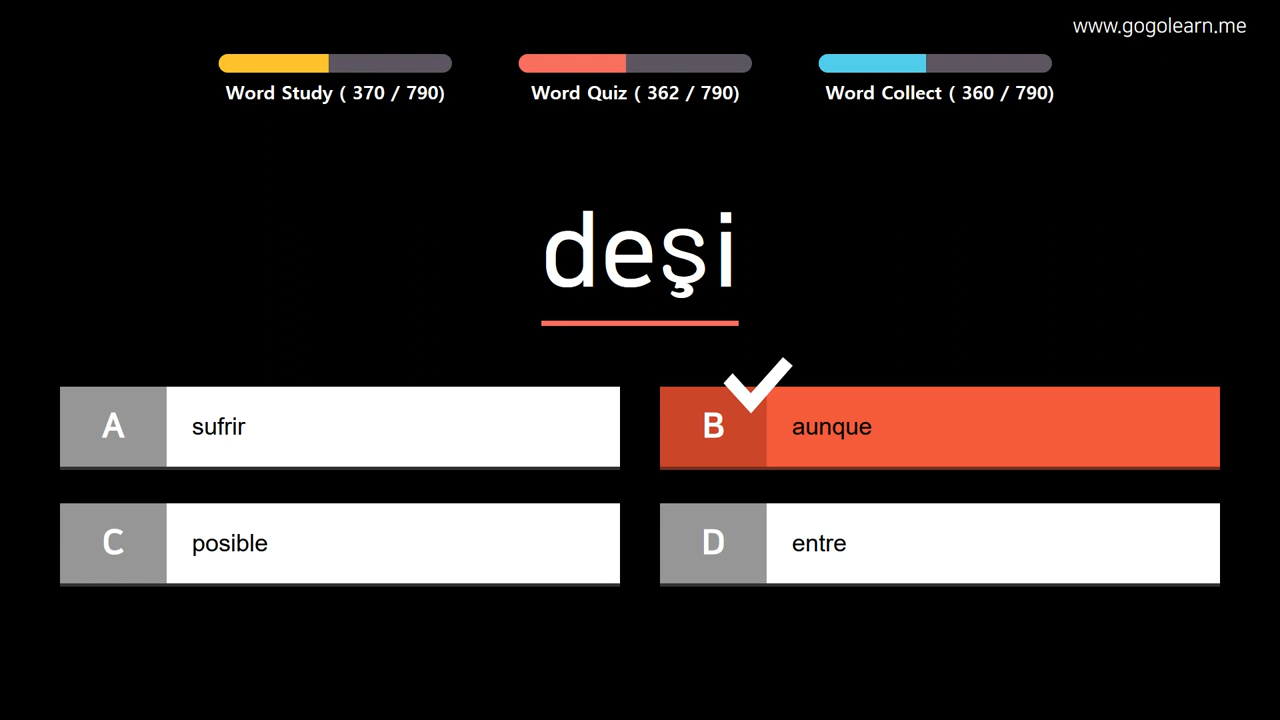 www.gogolearn.me
Word Study ( 370 / 790)
Word Quiz ( 362 / 790)
Word Collect ( 360 / 790)
deşi
A sufrir
B aunque
C posible
D entre